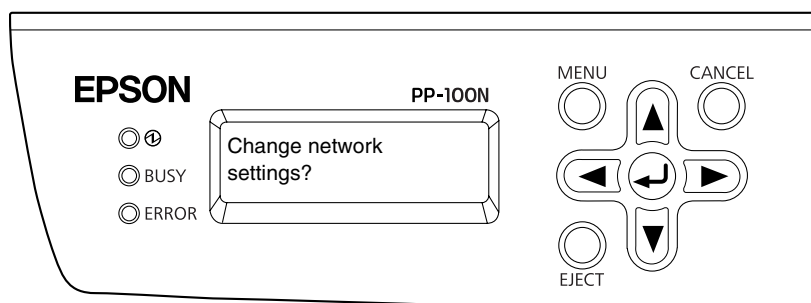 EPSON
PP-100N
MENU
CANCEL
Change network
settings?
BUSY
ERROR
EJECT